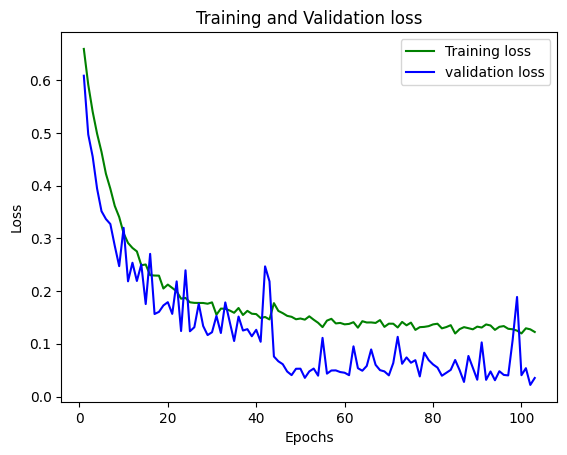 Training and Validation loss
Training loss
validation loss
Loss
0.6
0.5
0.4
0.3
0.2
0.1
0.0
0 20 40 60 80 100
Epochs